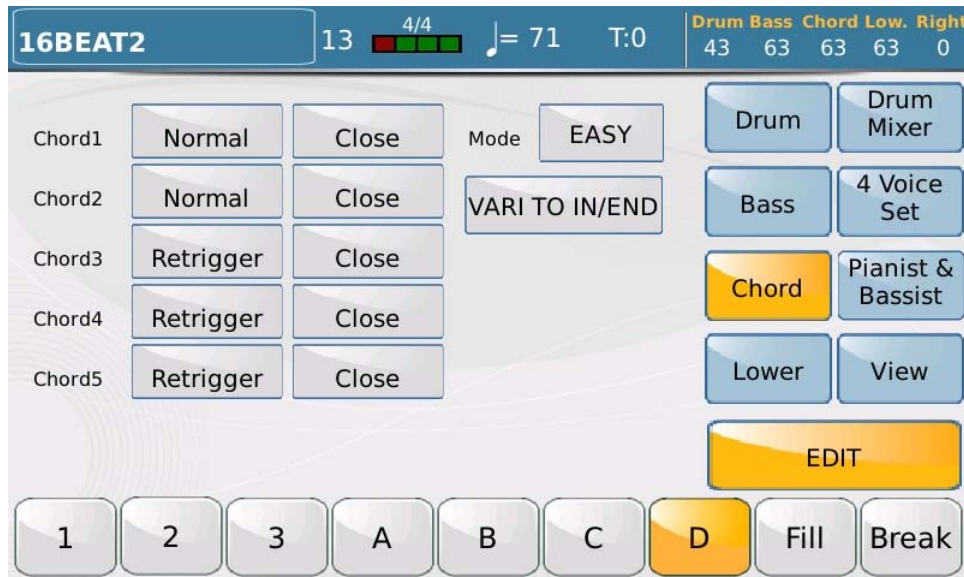 16BEAT2 13 4/4 ♩= 71 T:0 Drum Bass Chord Low. Right
43 63 63 63 0
Chord1 Normal Close Mode EASY
Chord2 Normal Close VARI TO IN/END
Chord3 Retrigger Close
Chord4 Retrigger Close
Chord5 Retrigger Close
Drum
Drum
Mixer
Bass
4 Voice
Set
Chord
Pianist &
Bassist
Lower
View
EDIT
1 2 3 A B C D Fill Break